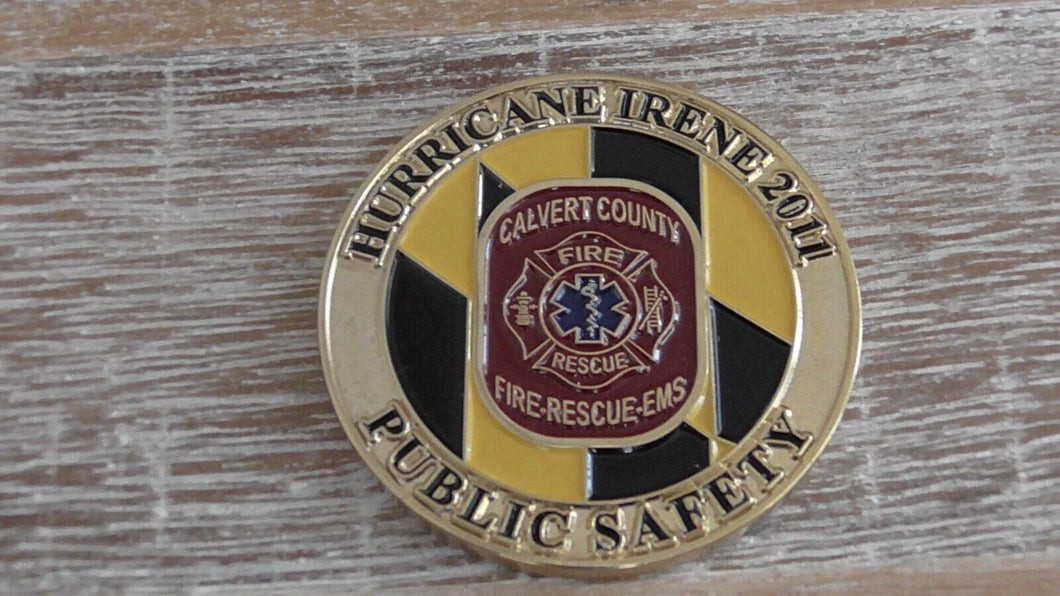 HURRICANE IRENE 2011
CALVERT COUNTY
FIRE
RESCUE
FIRE-RESCUE-EMS
PUBLIC SAFETY